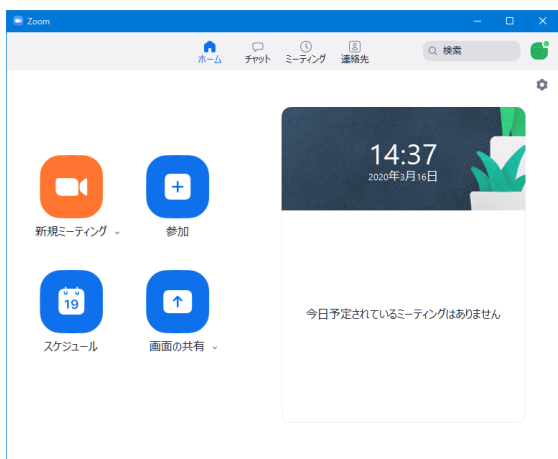 Zoom
ホーム
チャット
ミーティング
連絡先
検索
14:37
2020年3月16日
新規ミーティング
参加
19
スケジュール
画面の共有
今日予定されているミーティングはありません